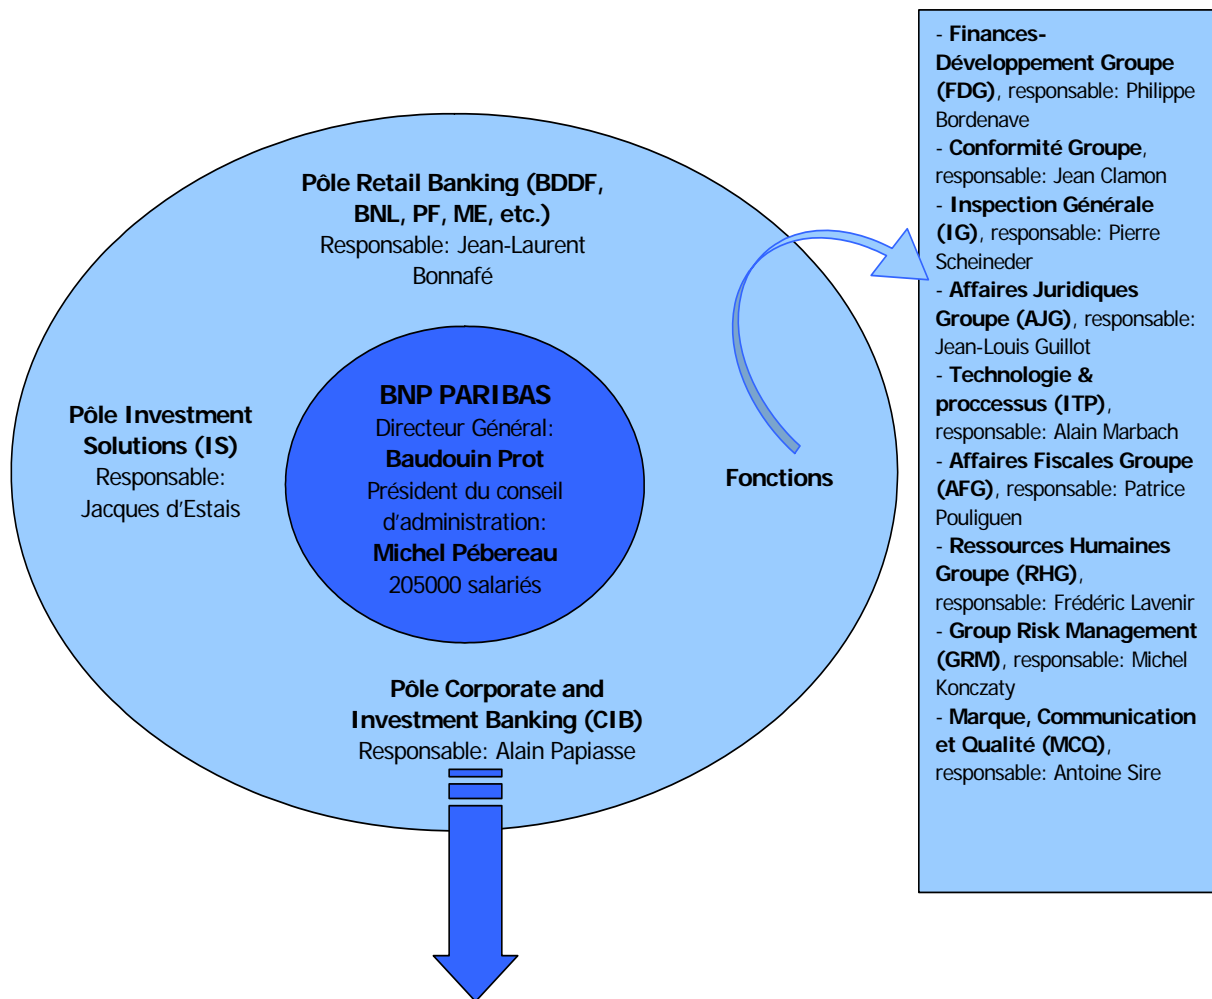 Pôle Retail Banking (BDDF,
BNL, PF, ME, etc.)
Responsable: Jean-Laurent
Bonnafé
Pôle Investment
Solutions (IS)
Responsable:
Jacques d’Estais
BNP PARIBAS
Directeur Général:
Baudouin Prot
Président du conseil
d’administration:
Michel Pébereau
205000 salariés
Fonctions
Pôle Corporate and
Investment Banking (CIB)
Responsable: Alain Papiasse
- Finances-
Développement Groupe
(FDG), responsable: Philippe
Bordenave
- Conformité Groupe,
responsable: Jean Clamon
- Inspection Générale
(IG), responsable: Pierre
Scheineder
- Affaires Juridiques
Groupe (AJG), responsable:
Jean-Louis Guillot
- Technologie &
proccessus (ITP),
responsable: Alain Marbach
- Affaires Fiscales Groupe
(AFG), responsable: Patrice
Pouliguen
- Ressources Humaines
Groupe (RHG),
responsable: Frédéric Lavenir
- Group Risk Management
(GRM), responsable: Michel
Konczaty
- Marque, Communication
et Qualité (MCQ),
responsable: Antoine Sire